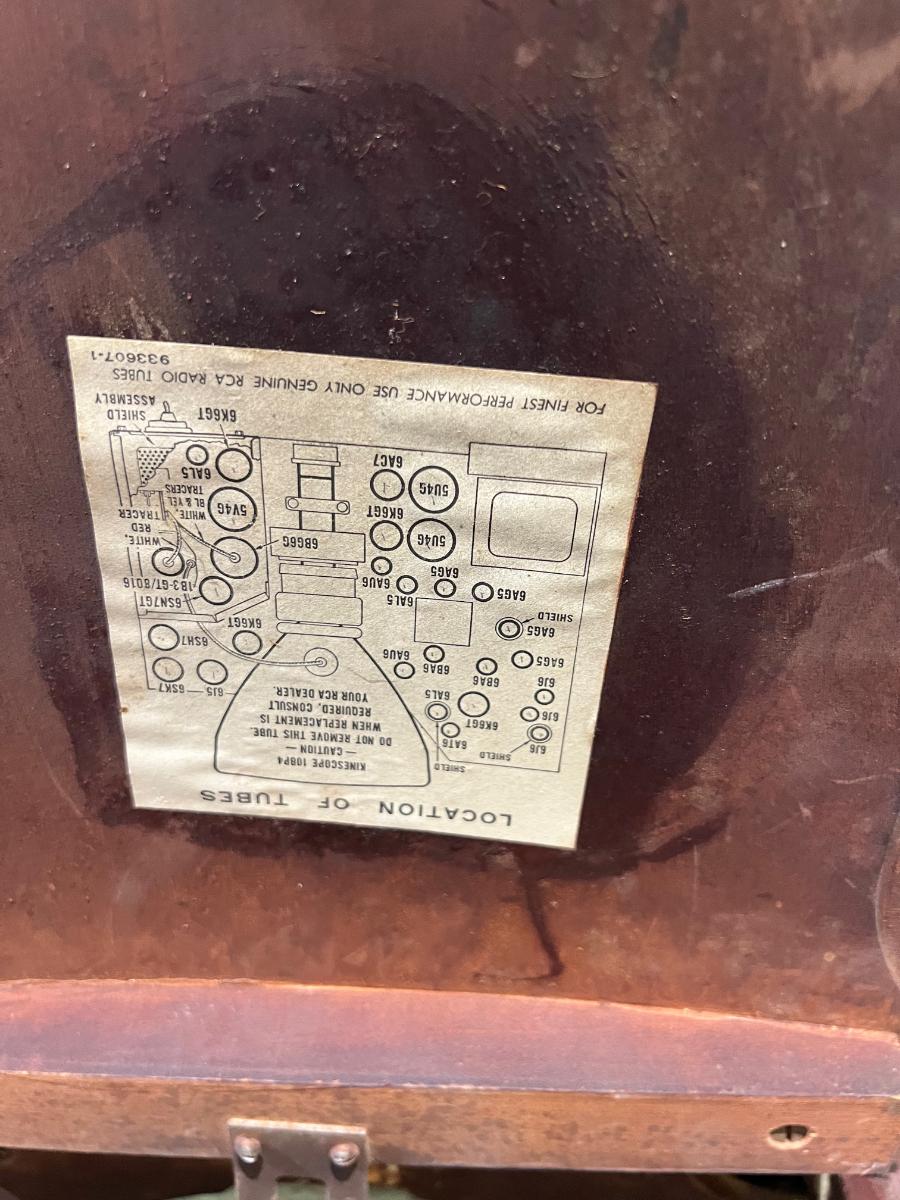 LOCATION OF TUBES
KINESCOPE 10BP4
— CAUTION —
DO NOT REMOVE THIS TUBE.
WHEN REPLACEMENT IS
REQUIRED, CONSULT
YOUR RCA DEALER.
SHIELD
SHIELD
6J6
6AT6
6J6
6K6GT
6AL5
6J6
6BA6
6BA6
6AU6
6AG5
6AG5
SHIELD
6AG5
6AG5
6AL5
6AU6
5U4G
6K6GT
5U4G
6AC7
6BG6G
6J5
6SK7
6SH7
6K6GT
6SN7GT
1B3-GT/8016
WHITE,
RED
TRACER
5V4G
WHITE,
BL & YEL
TRACERS
6AL5
6K6GT
SHIELD
ASSEMBLY
FOR FINEST PERFORMANCE USE ONLY GENUINE RCA RADIO TUBES
933607-1